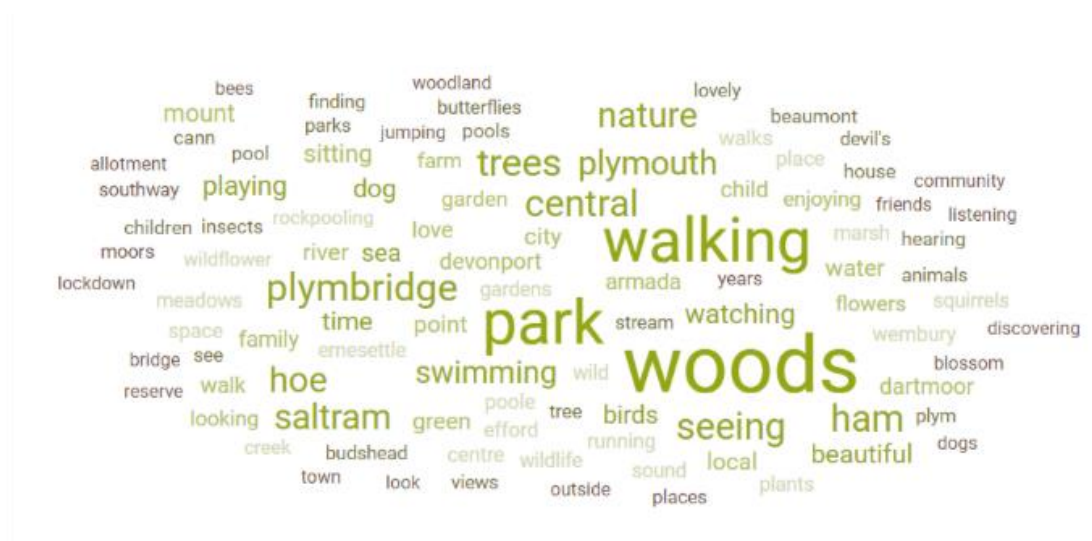 bees
woodland
lovely
mount
finding
butterflies
nature
beaumont
cann
parks
jumping
pools
walks
devil's
allotment
pool
sitting
farm
trees
plymouth
place
house
community
southway
playing
dog
garden
central
child
enjoying
friends
listening
children
insects
rockpooling
love
city
walking
marsh
hearing
moors
wildflower
river
sea
devonport
water
animals
lockdown
meadows
plymbridge
gardens
armada
years
flowers
squirrels
space
family
time
point
park
stream
watching
wembury
discovering
bridge
see
ernesettle
swimming
wild
woods
blossom
reserve
walk
hoe
poole
tree
birds
dartmoor
looking
saltram
green
efford
running
seeing
ham
plym
creek
budshead
centre
wildlife
sound
local
beautiful
dogs
town
look
views
outside
places
plants